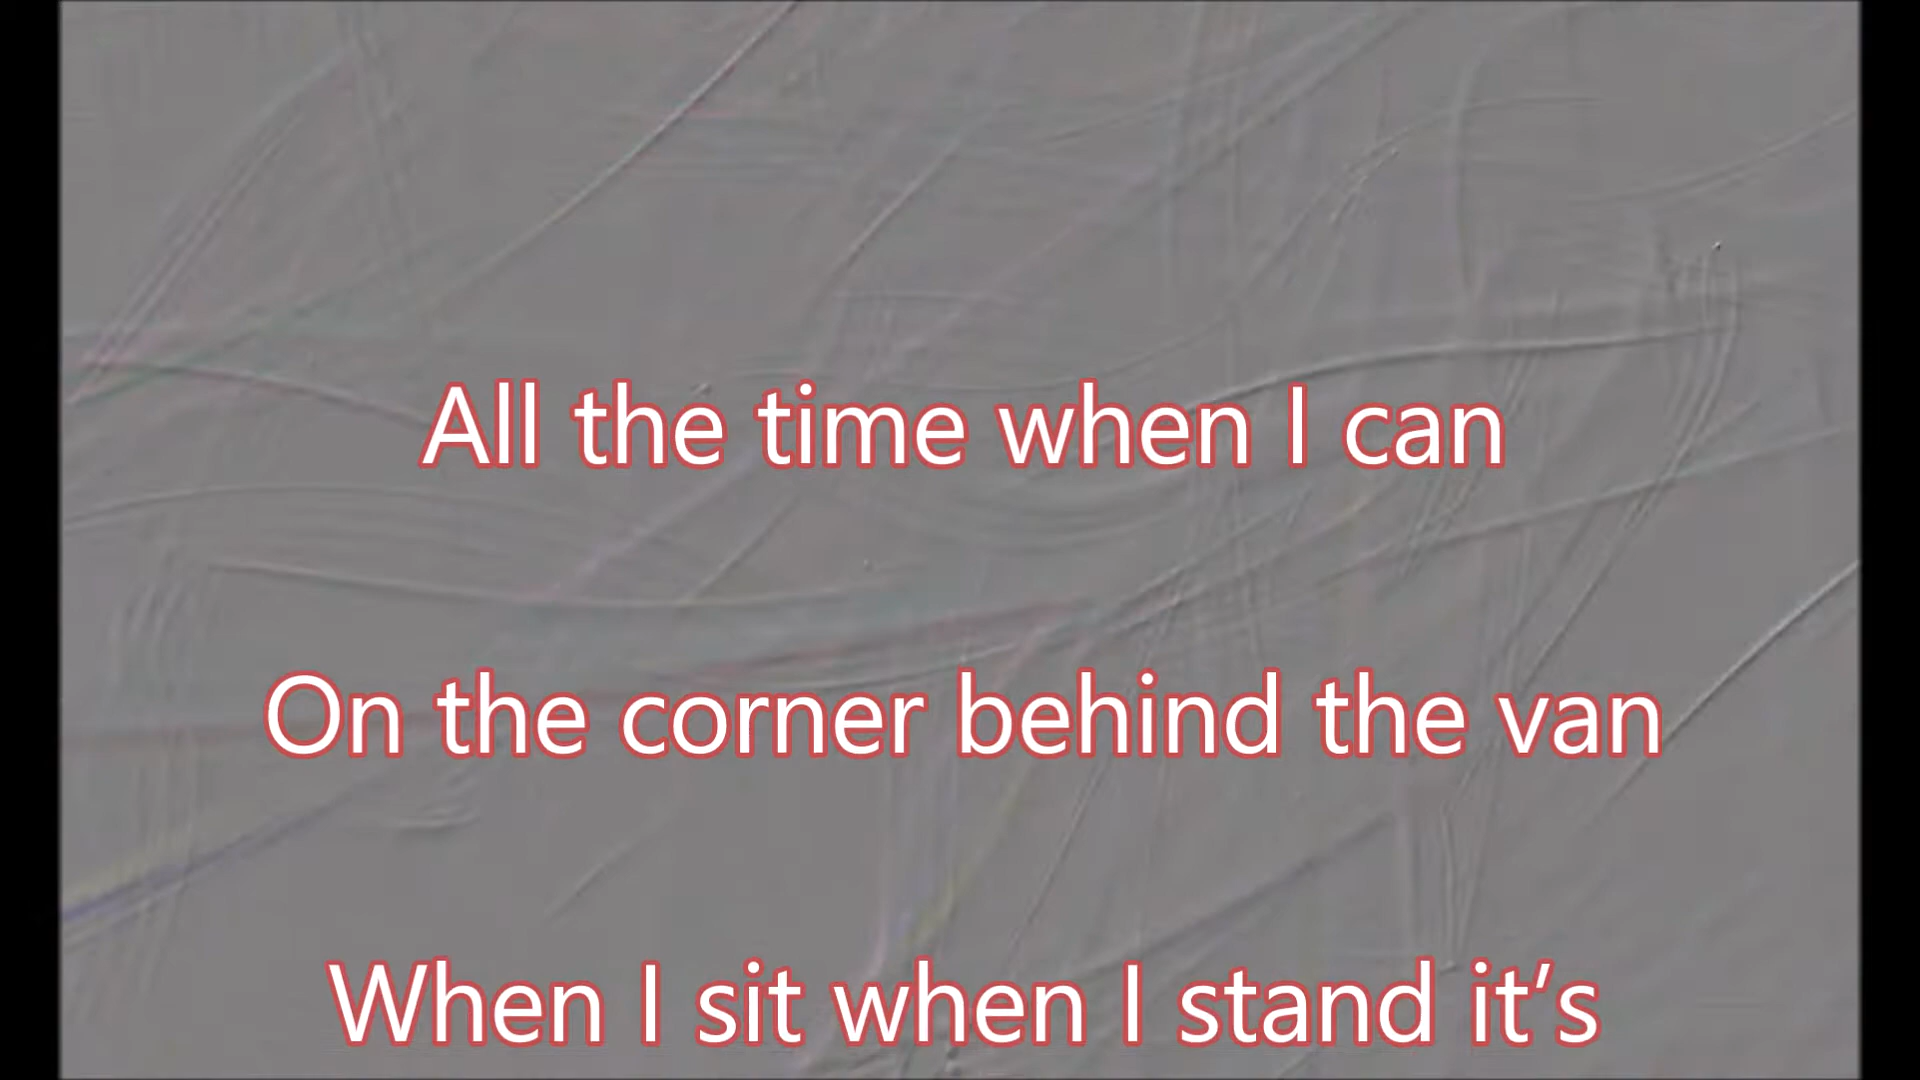 All the time when I can
On the corner behind the van
When I sit when I stand it’s